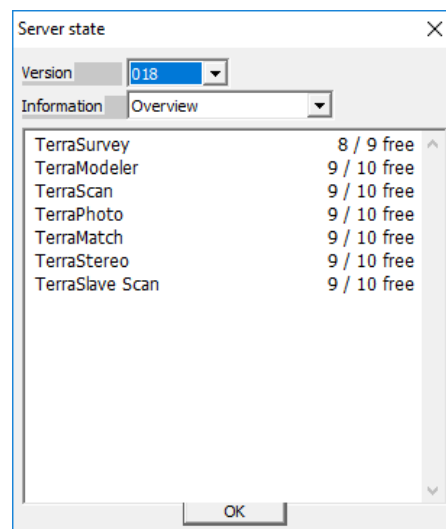 Server state
Version 018
Information Overview
TerraSurvey 8 / 9 free
TerraModeler 9 / 10 free
TerraScan 9 / 10 free
TerraPhoto 9 / 10 free
TerraMatch 9 / 10 free
TerraStereo 9 / 10 free
TerraSlave Scan 9 / 10 free
OK